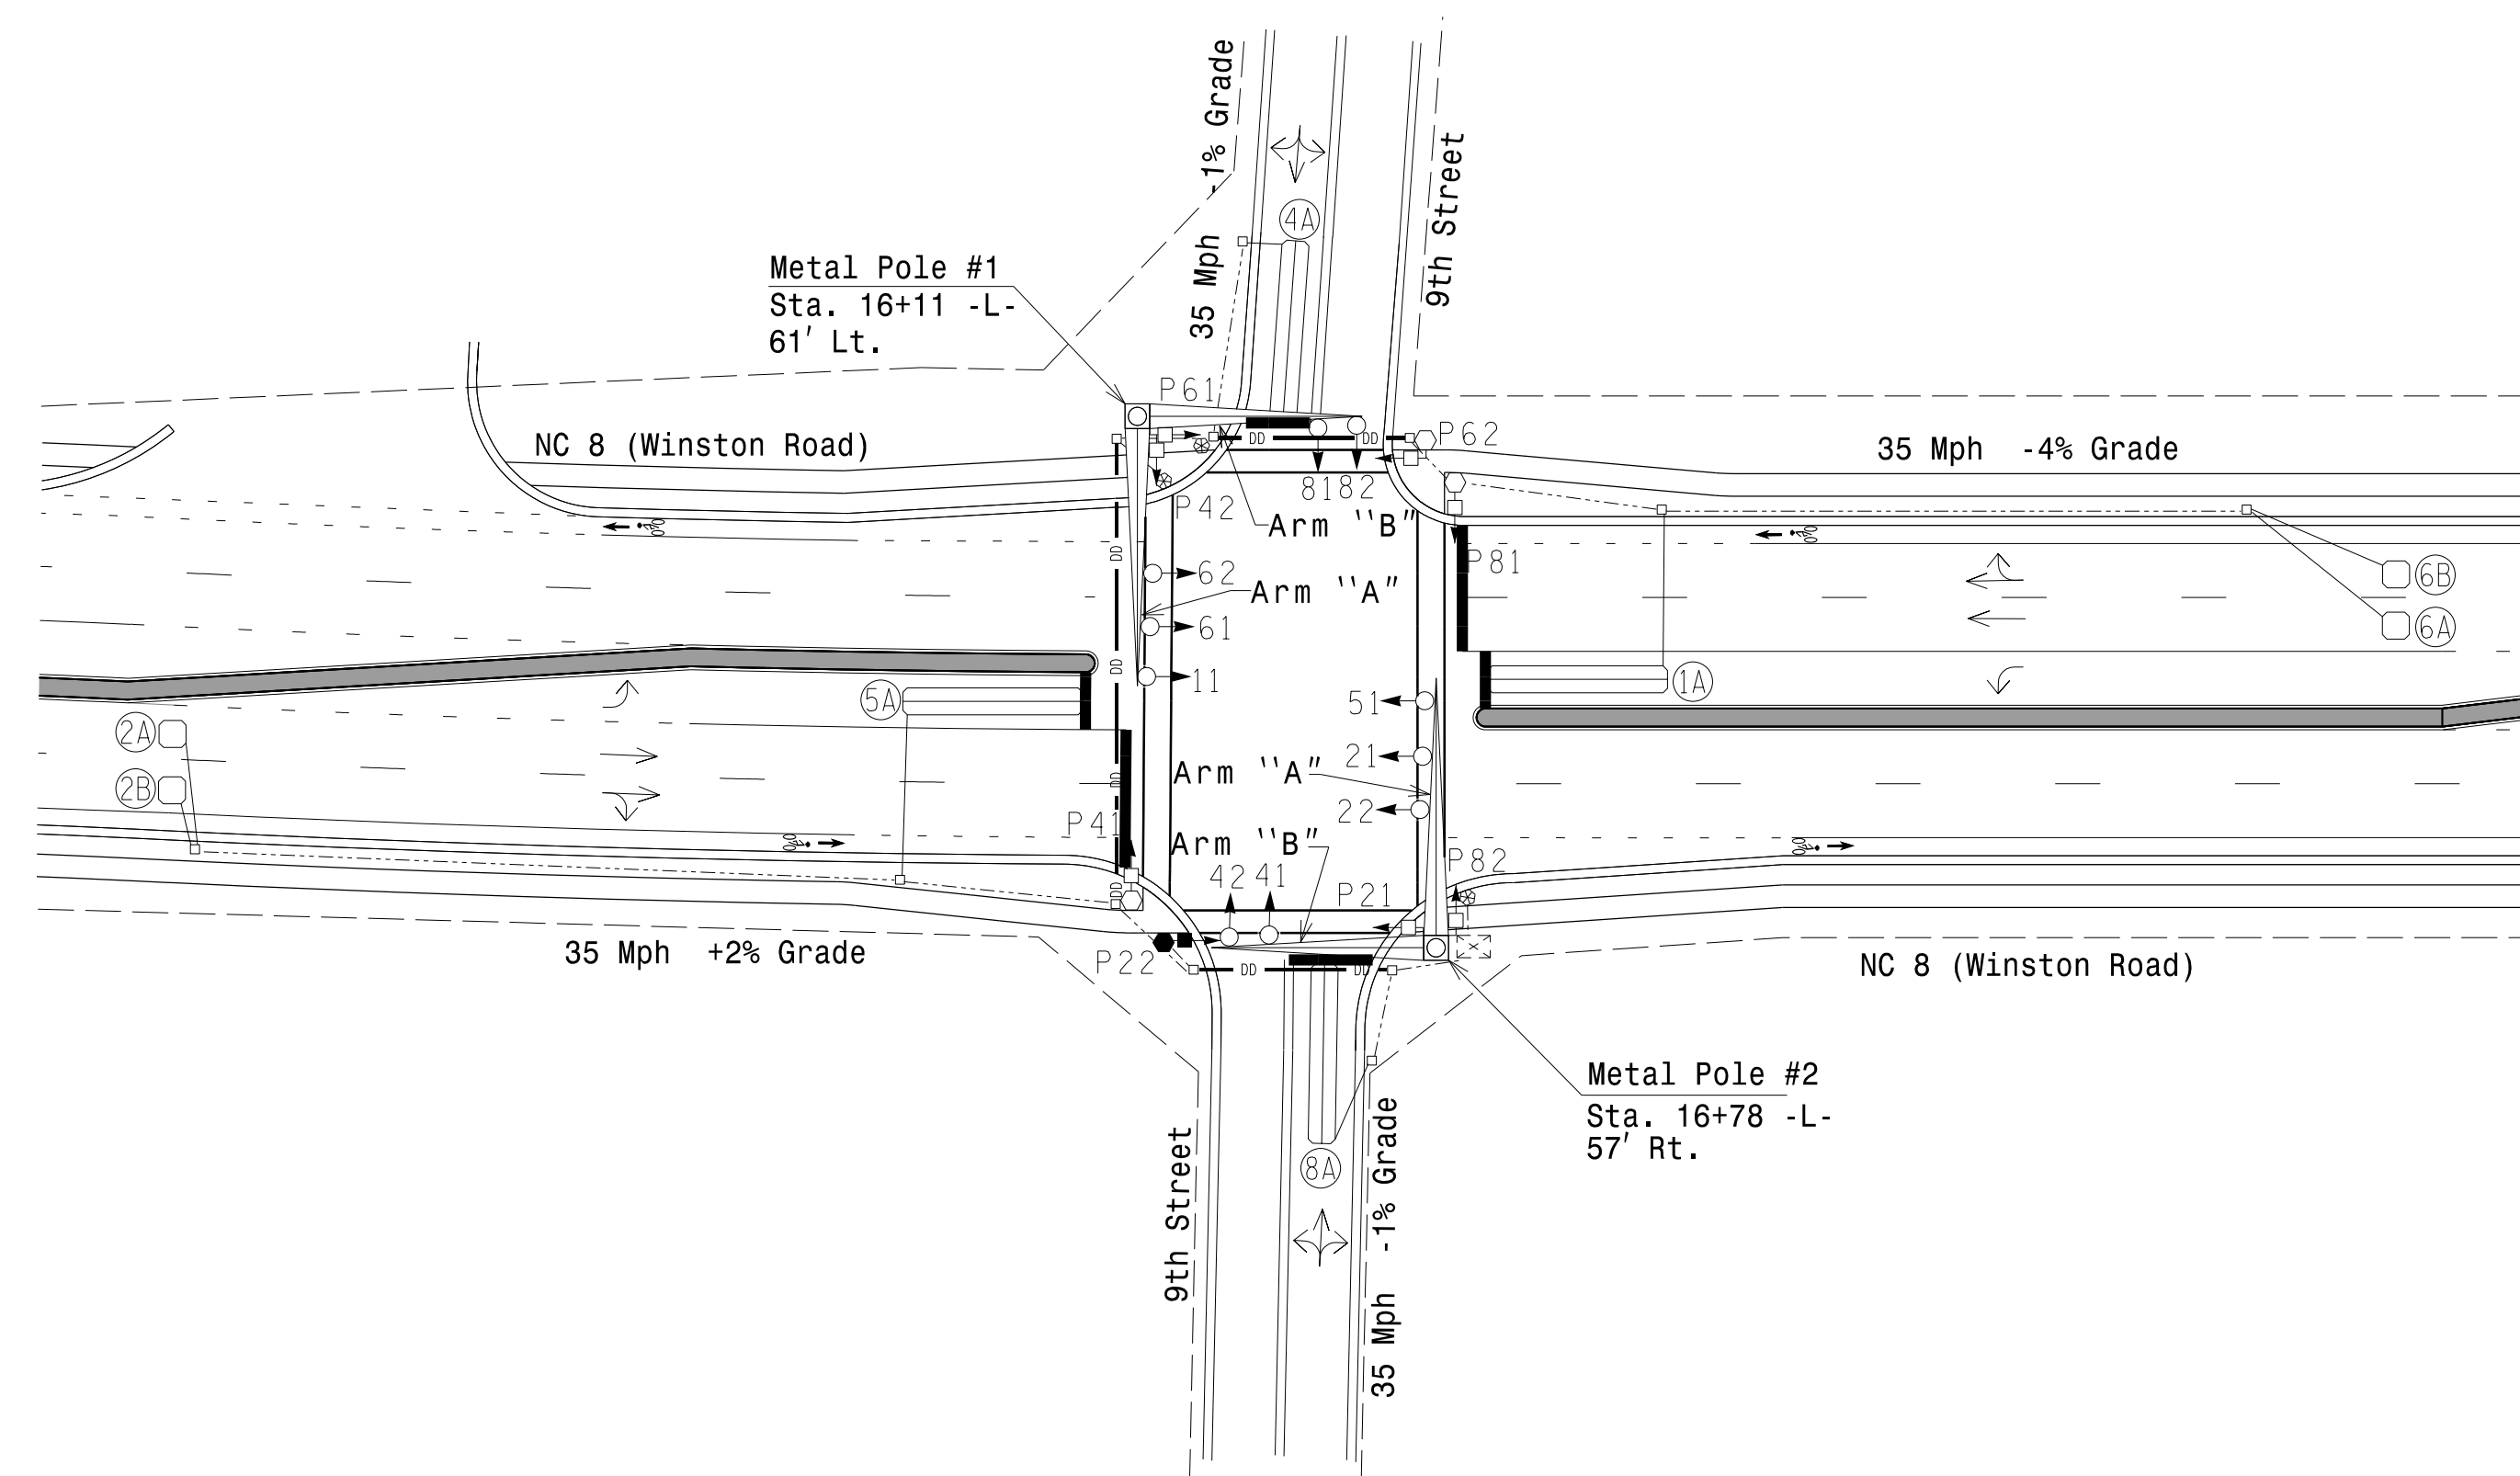 35 Mph -1% Grade
9th Street
4A
Metal Pole #1
Sta. 16+11 -L-
61' Lt.
P61
P62
DD DD
NC 8 (Winston Road)
35 Mph -4% Grade
81 82
P42
Arm "B"
DD
P81
62
Arm "A"
6B
61
6A
DD
11
5A
51
1A
2A
21
DD
Arm "A"
2B
22
P41
Arm "B"
P82
42 41
P21
DD
35 Mph +2% Grade
P22
DD DD
NC 8 (Winston Road)
Metal Pole #2
Sta. 16+78 -L-
57' Rt.
8A
9th Street
35 Mph -1% Grade